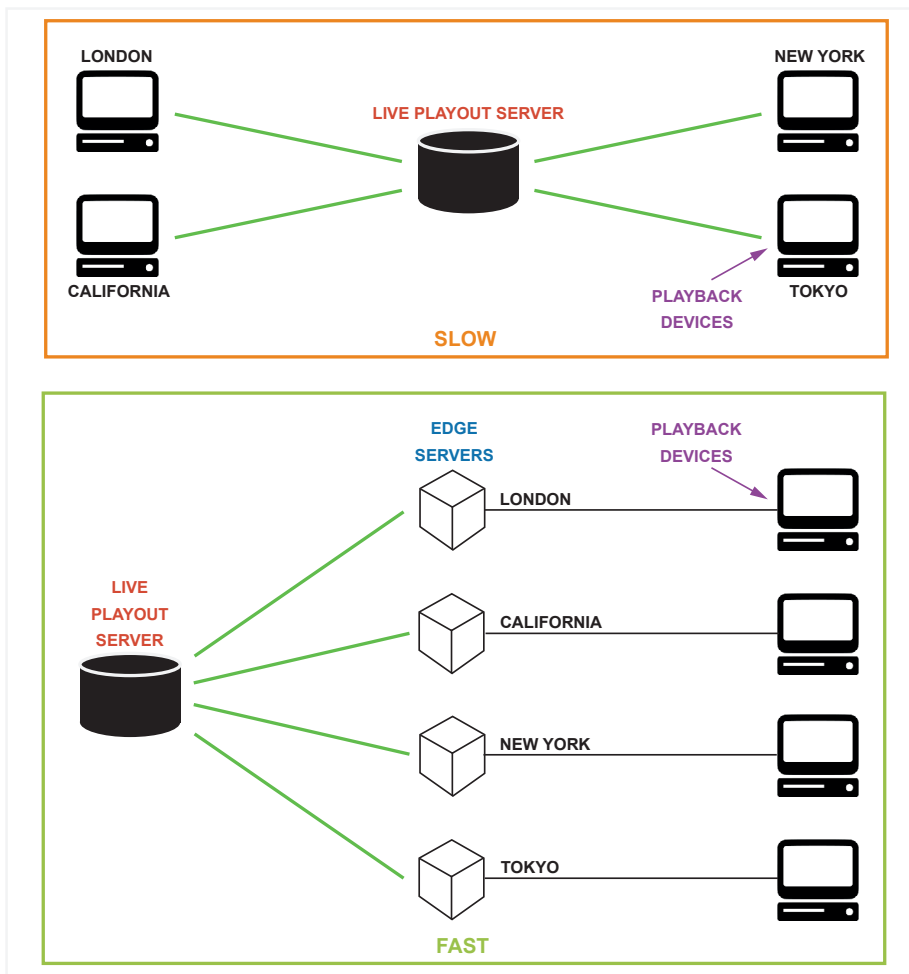 LONDON
NEW YORK
LIVE PLAYOUT SERVER
CALIFORNIA
PLAYBACK
DEVICES
TOKYO
SLOW
EDGE
SERVERS
PLAYBACK
DEVICES
LONDON
LIVE
PLAYOUT
SERVER
CALIFORNIA
NEW YORK
TOKYO
FAST